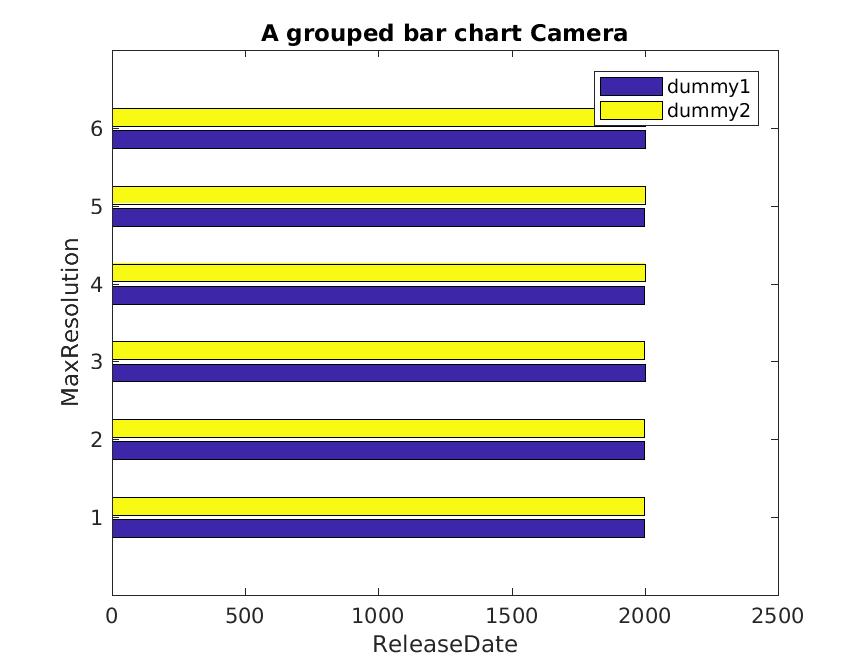 A grouped bar chart Camera
dummy1
dummy2
6
5
4
3
2
1
MaxResolution
0 500 1000 1500 2000 2500
ReleaseDate